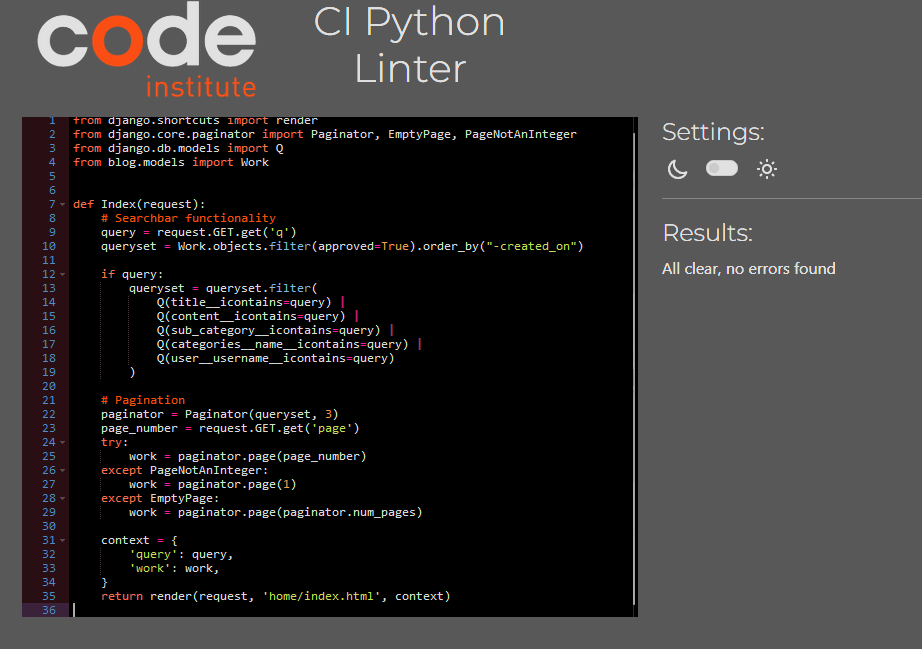 code
institute
CI Python
Linter
1 from django.shortcuts import render
2 from django.core.paginator import Paginator, EmptyPage, PageNotAnInteger
3 from django.db.models import Q
4 from blog.models import Work
5
6
7 def Index(request):
8     # Searchbar functionality
9     query = request.GET.get('q')
10     queryset = Work.objects.filter(approved=True).order_by("-created_on")
11
12     if query:
13         queryset = queryset.filter(
14             Q(title__icontains=query) |
15             Q(content__icontains=query) |
16             Q(sub_category__icontains=query) |
17             Q(categories__name__icontains=query) |
18             Q(user__username__icontains=query)
19         )
20
21     # Pagination
22     paginator = Paginator(queryset, 3)
23     page_number = request.GET.get('page')
24     try:
25         work = paginator.page(page_number)
26     except PageNotAnInteger:
27         work = paginator.page(1)
28     except EmptyPage:
29         work = paginator.page(paginator.num_pages)
30
31     context = {
32         'query': query,
33         'work': work,
34     }
35     return render(request, 'home/index.html', context)
36
Settings:
Results:
All clear, no errors found